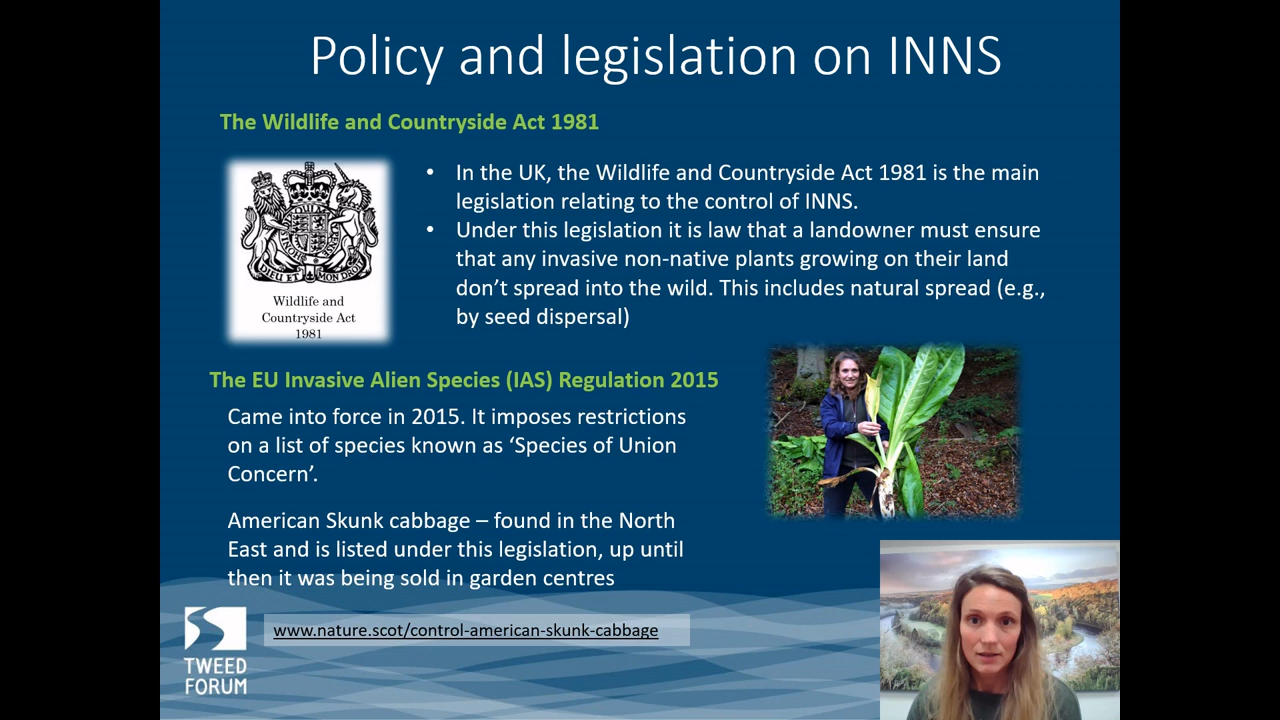 Policy and legislation on INNS
The Wildlife and Countryside Act 1981
DIEU ET MON DROIT
Wildlife and
Countryside Act
1981
• In the UK, the Wildlife and Countryside Act 1981 is the main
legislation relating to the control of INNS.
• Under this legislation it is law that a landowner must ensure
that any invasive non-native plants growing on their land
don’t spread into the wild. This includes natural spread (e.g.,
by seed dispersal)
The EU Invasive Alien Species (IAS) Regulation 2015
Came into force in 2015. It imposes restrictions
on a list of species known as ‘Species of Union
Concern’.
American Skunk cabbage – found in the North
East and is listed under this legislation, up until
then it was being sold in garden centres
www.nature.scot/control-american-skunk-cabbage
TWEED
FORUM